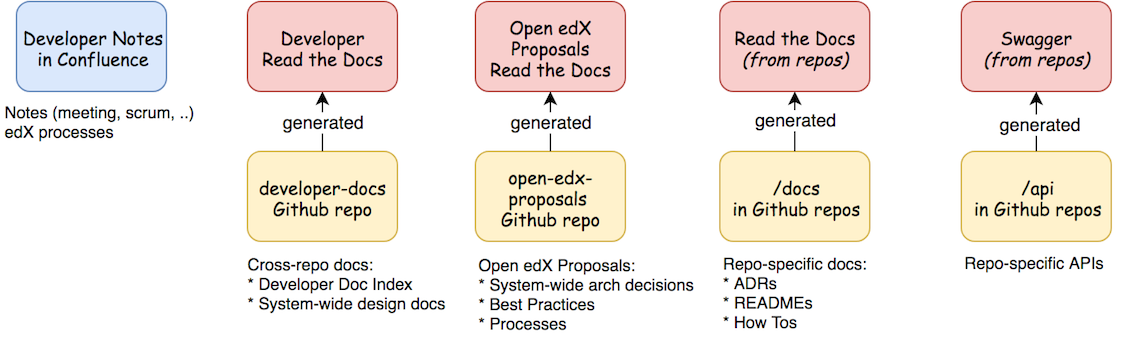 Developer Notes
in Confluence
Notes (meeting, scrum, ..)
edX processes
Developer
Read the Docs
generated
developer-docs
Github repo
Cross-repo docs:
* Developer Doc Index
* System-wide design docs
Open edX
Proposals
Read the Docs
generated
open-edx-
proposals
Github repo
Open edX Proposals:
* System-wide arch decisions
* Best Practices
* Processes
Read the Docs
(from repos)
generated
/docs
in Github repos
Repo-specific docs:
* ADRs
* READMEs
* How Tos
Swagger
(from repos)
generated
/api
in Github repos
Repo-specific APIs